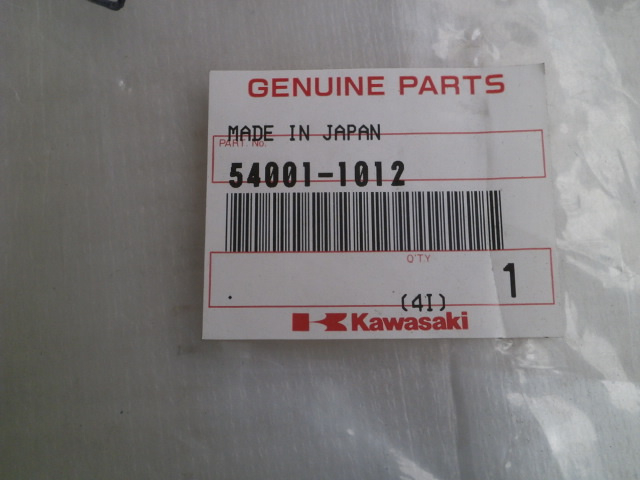 GENUINE PARTS
MADE IN JAPAN
PART. No.
54001-1012
Q'TY
1
(4I)
Kawasaki